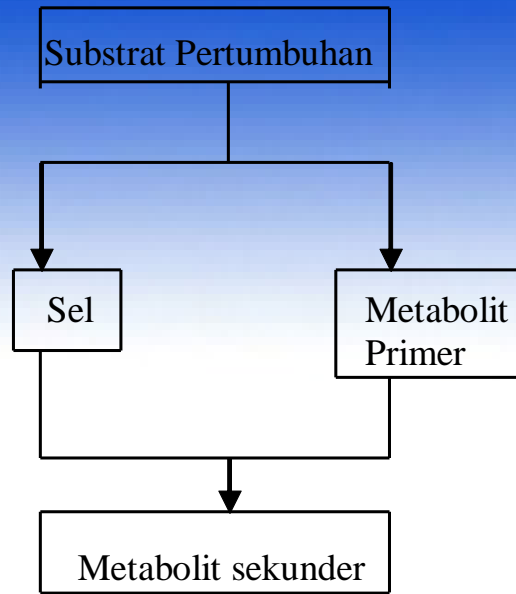 Substrat Pertumbuhan
Sel
Metabolit
Primer
Metabolit sekunder